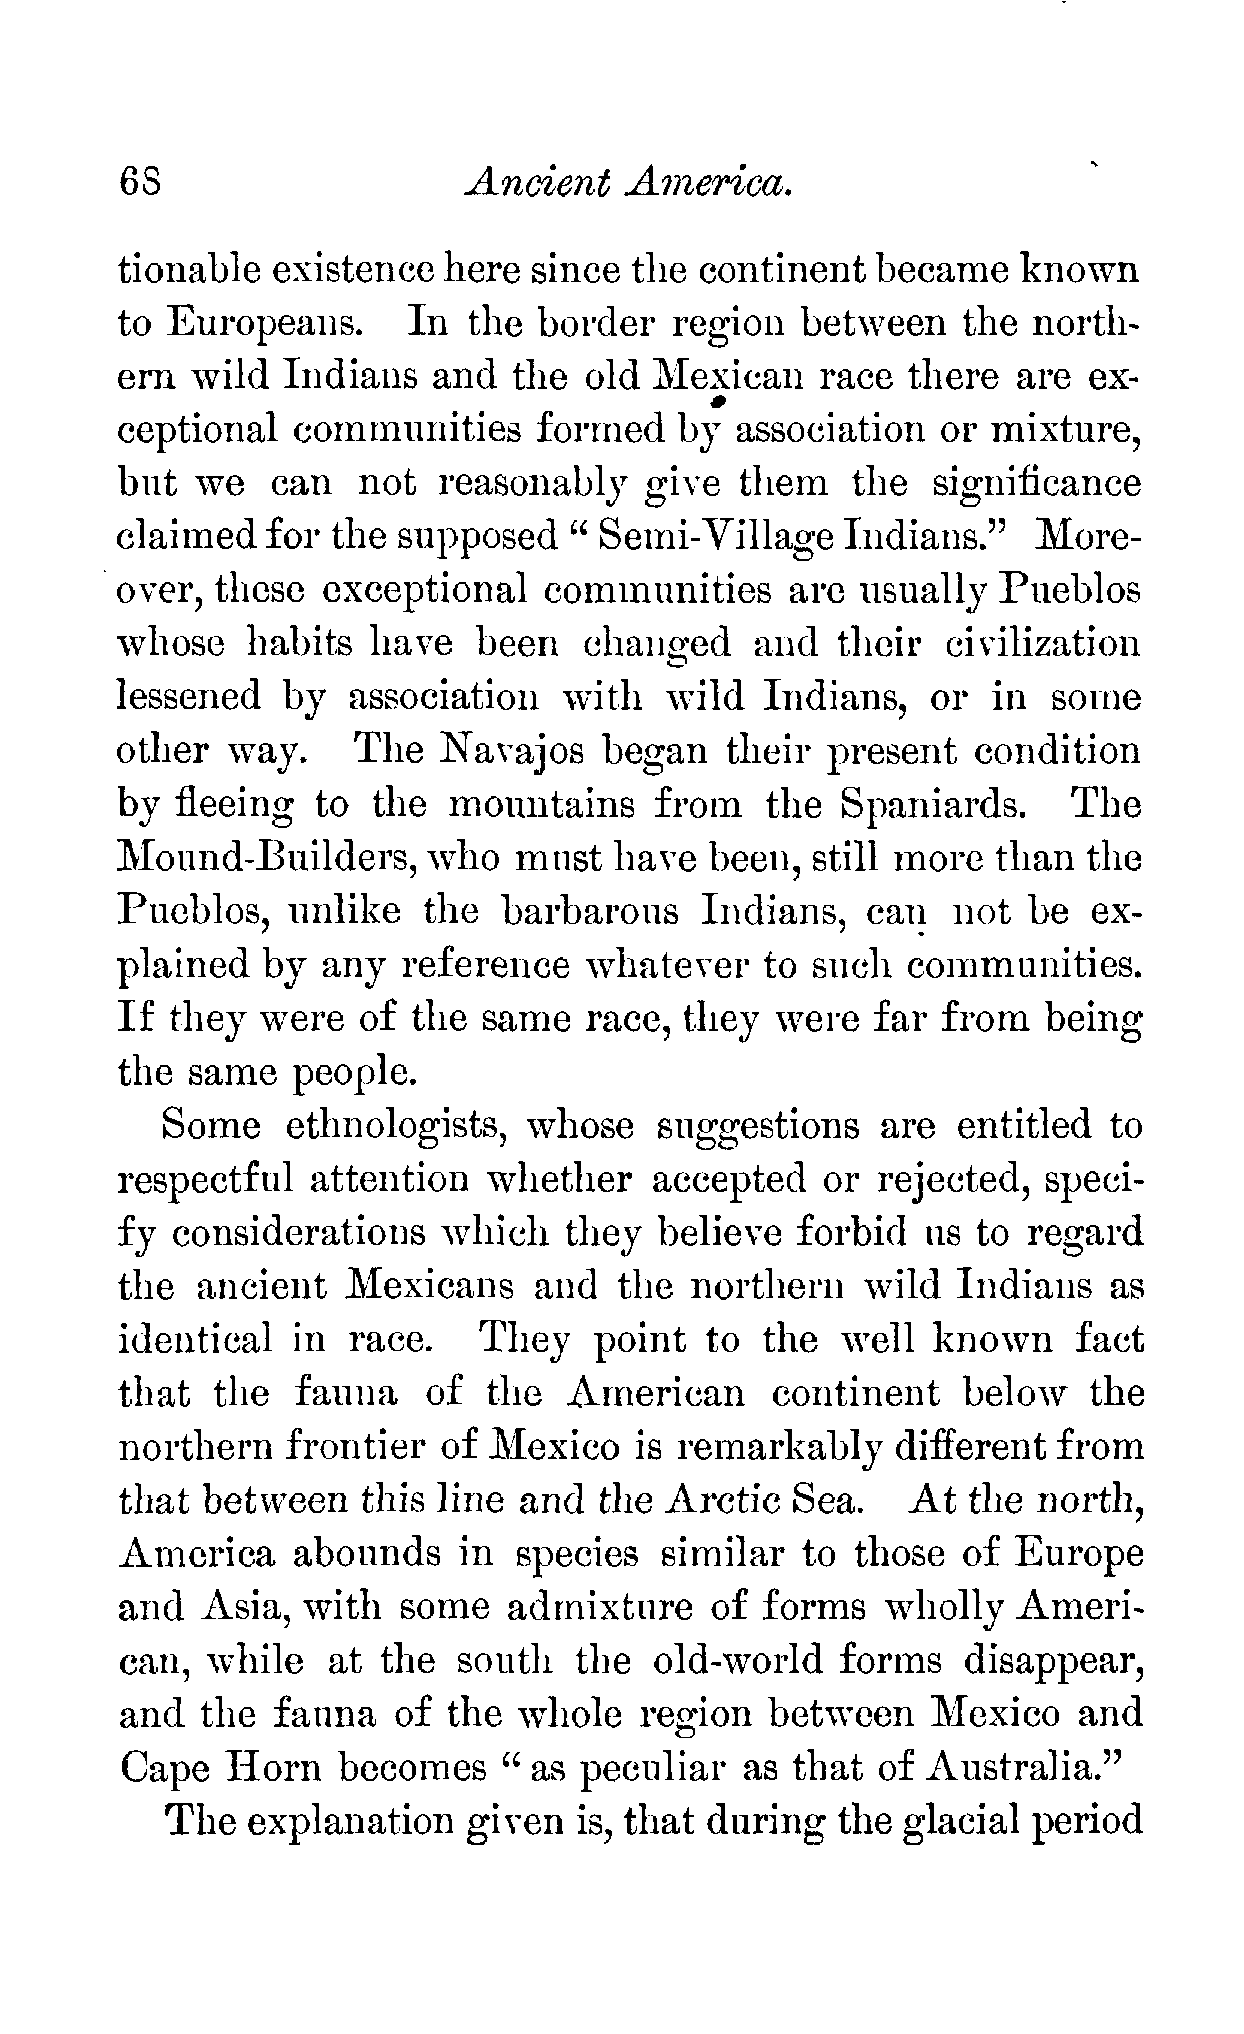 68 Ancient America.
tionable existence here since the continent became known
to Europeans. In the border region between the north-
ern wild Indians and the old Mexican race there are ex-
ceptional communities formed by association or mixture,
but we can not reasonably give them the significance
claimed for the supposed “Semi-Village Indians.” More-
over, these exceptional communities are usually Pueblos
whose habits have been changed and their civilization
lessened by association with wild Indians, or in some
other way. The Navajos began their present condition
by fleeing to the mountains from the Spaniards. The
Mound-Builders, who must have been, still more than the
Pueblos, unlike the barbarous Indians, can not be ex-
plained by any reference whatever to such communities.
If they were of the same race, they were far from being
the same people.
Some ethnologists, whose suggestions are entitled to
respectful attention whether accepted or rejected, speci-
fy considerations which they believe forbid us to regard
the ancient Mexicans and the northern wild Indians as
identical in race. They point to the well known fact
that the fauna of the American continent below the
northern frontier of Mexico is remarkably different from
that between this line and the Arctic Sea. At the north,
America abounds in species similar to those of Europe
and Asia, with some admixture of forms wholly Ameri-
can, while at the south the old-world forms disappear,
and the fauna of the whole region between Mexico and
Cape Horn becomes “as peculiar as that of Australia.”
The explanation given is, that during the glacial period